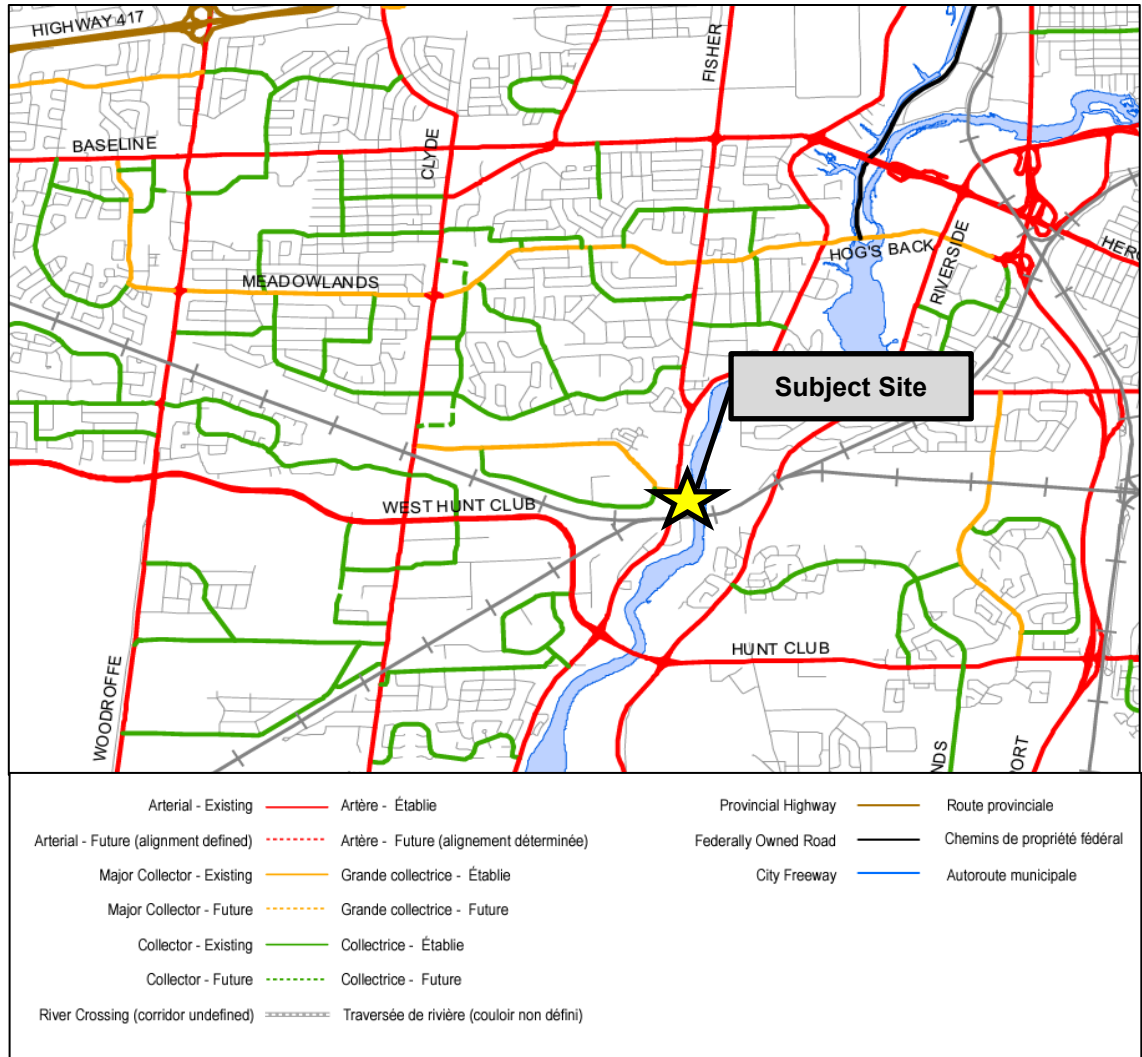 HIGHWAY 417
FISHER
BASELINE
CLYDE
HOG'S BACK
RIVERSIDE
HERO
MEADOWLANDS
Subject Site
WEST HUNT CLUB
HUNT CLUB
WOODROFFE
NDS
PORT
Arterial - Existing Artère - Établie
Arterial - Future (alignment defined) Artère - Future (alignement déterminée)
Major Collector - Existing Grande collectrice - Établie
Major Collector - Future Grande collectrice - Future
Collector - Existing Collectrice - Établie
Collector - Future Collectrice - Future
River Crossing (corridor undefined) Traversée de rivière (couloir non défini)
Provincial Highway Route provinciale
Federally Owned Road Chemins de propriété fédéral
City Freeway Autoroute municipale